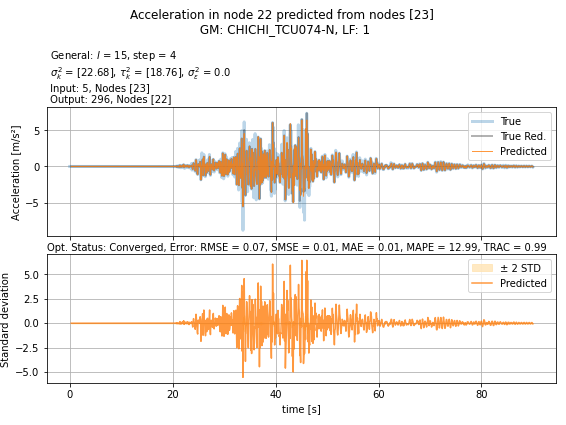 Acceleration in node 22 predicted from nodes [23]
GM: CHICHI_TCU074-N, LF: 1
General: l = 15, step = 4
σ²ₖ = [22.68], τ²ₖ = [18.76], σ²ε = 0.0
Input: 5, Nodes [23]
Output: 296, Nodes [22]
Acceleration [m/s²]
5
0
−5
True
True Red.
Predicted
Opt. Status: Converged, Error: RMSE = 0.07, SMSE = 0.01, MAE = 0.01, MAPE = 12.99, TRAC = 0.99
Standard deviation
5.0
2.5
0.0
−2.5
−5.0
± 2 STD
Predicted
0
20
40
60
80
time [s]